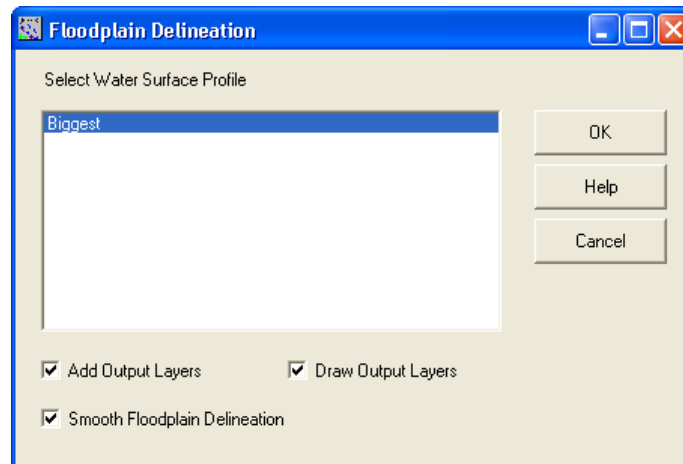 Floodplain Delineation
Select Water Surface Profile
Biggest
OK
Help
Cancel
Add Output Layers
Draw Output Layers
Smooth Floodplain Delineation